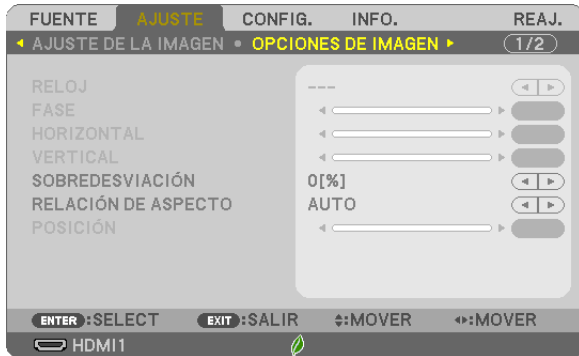 FUENTE AJUSTE CONFIG. INFO. REAJ.
AJUSTE DE LA IMAGEN • OPCIONES DE IMAGEN 1/2
RELOJ ---
FASE
HORIZONTAL
VERTICAL
SOBREDESVIACIÓN 0[%]
RELACIÓN DE ASPECTO AUTO
POSICIÓN
ENTER :SELECT EXIT :SALIR :MOVER :MOVER
HDMI1